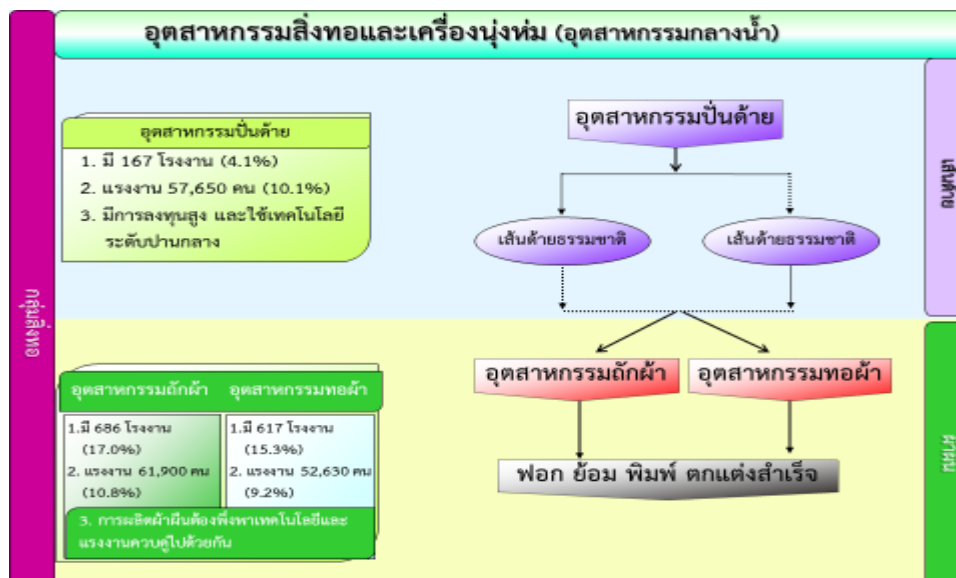 อุตสาหกรรมสิ่งทอและเครื่องนุ่งห่ม (อุตสาหกรรมกลางน้ำ)
กลุ่มสิ่งทอ
อุตสาหกรรมปั่นด้าย
1. มี 167 โรงงาน (4.1%)
2. แรงงาน 57,650 คน (10.1%)
3. มีการลงทุนสูง และใช้เทคโนโลยี
ระดับปานกลาง
อุตสาหกรรมปั่นด้าย
เส้นด้ายธรรมชาติ
เส้นด้ายธรรมชาติ
เส้นด้าย
อุตสาหกรรมถักผ้า
1.มี 686 โรงงาน
(17.0%)
2. แรงงาน 61,900 คน
(10.8%)
อุตสาหกรรมทอผ้า
1.มี 617 โรงงาน
(15.3%)
2. แรงงาน 52,630 คน
(9.2%)
3. การผลิตผ้าผืนต้องพึ่งพาเทคโนโลยีและ
แรงงานควบคู่ไปด้วยกัน
อุตสาหกรรมถักผ้า
อุตสาหกรรมทอผ้า
ฟอก ย้อม พิมพ์ ตกแต่งสำเร็จ
ผ้าผืน